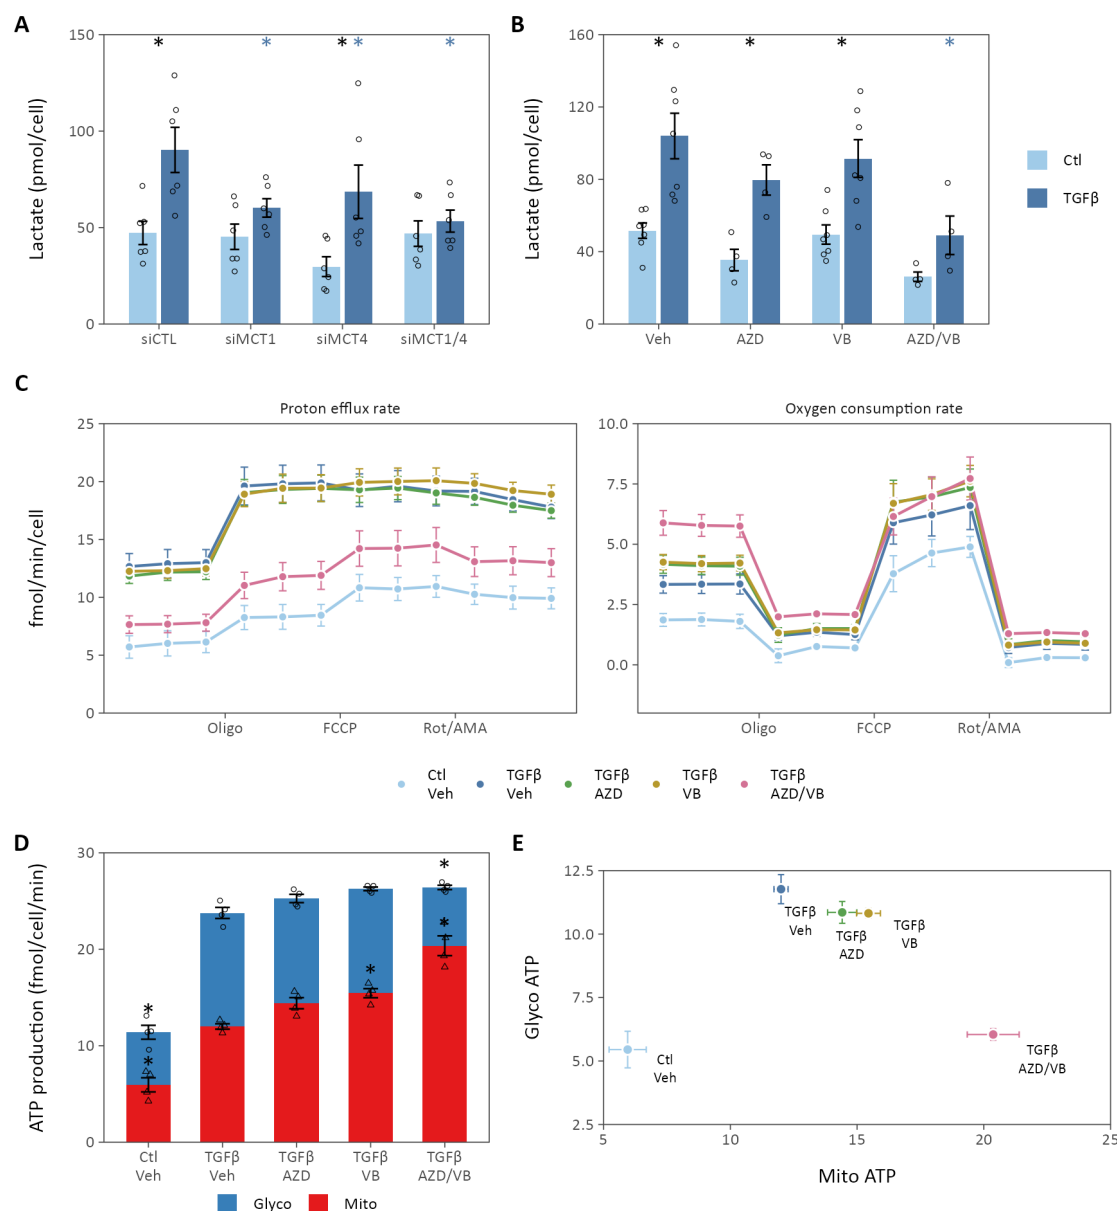 A
B
150
100
50
0
Lactate (pmol/cell)
* * * * *
siCTL siMCT1 siMCT4 siMCT1/4
160
120
80
40
0
Lactate (pmol/cell)
* * * *
Veh AZD VB AZD/VB
Ctl
TGFβ
C
Proton efflux rate
Oxygen consumption rate
fmol/min/cell
25
20
15
10
5
0
Oligo FCCP Rot/AMA
10.0
7.5
5.0
2.5
0.0
Oligo FCCP Rot/AMA
Ctl TGFβ TGFβ TGFβ TGFβ
Veh Veh AZD VB AZD/VB
D
ATP production (fmol/cell/min)
30
20
10
0
* * * * *
Ctl TGFβ TGFβ TGFβ TGFβ
Veh Veh AZD VB AZD/VB
Glyco Mito
E
Glyco ATP
12.5
10.0
7.5
5.0
2.5
TGFβ
Veh
TGFβ
AZD
TGFβ
VB
Ctl
Veh
TGFβ
AZD/VB
5 10 15 20 25
Mito ATP